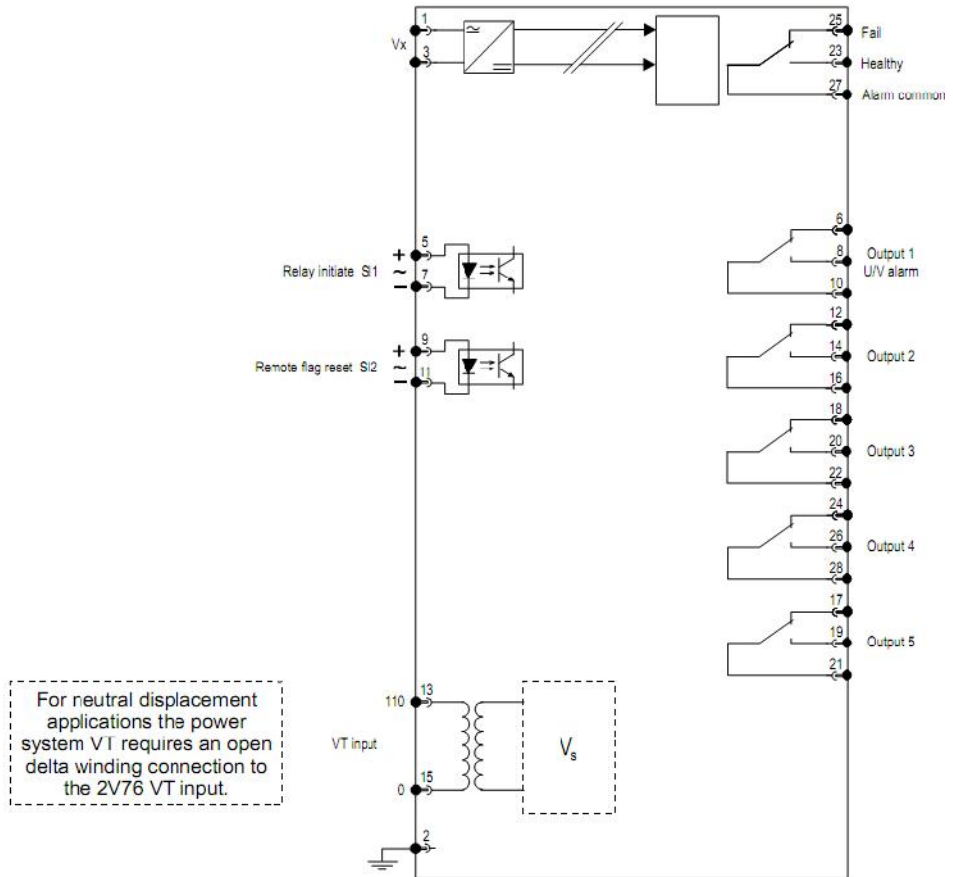 1
Vx
3
25
Fail
23
Healthy
27
Alarm common
+
5
Relay initiate SI1
~
7
−
+
9
Remote flag reset SI2
~
11
−
6
8
Output 1
U/V alarm
10
12
14
Output 2
16
18
20
Output 3
22
24
26
Output 4
28
17
19
Output 5
21
For neutral displacement
applications the power
system VT requires an open
delta winding connection to
the 2V76 VT input.
110
13
VT input
0
15
Vs
2